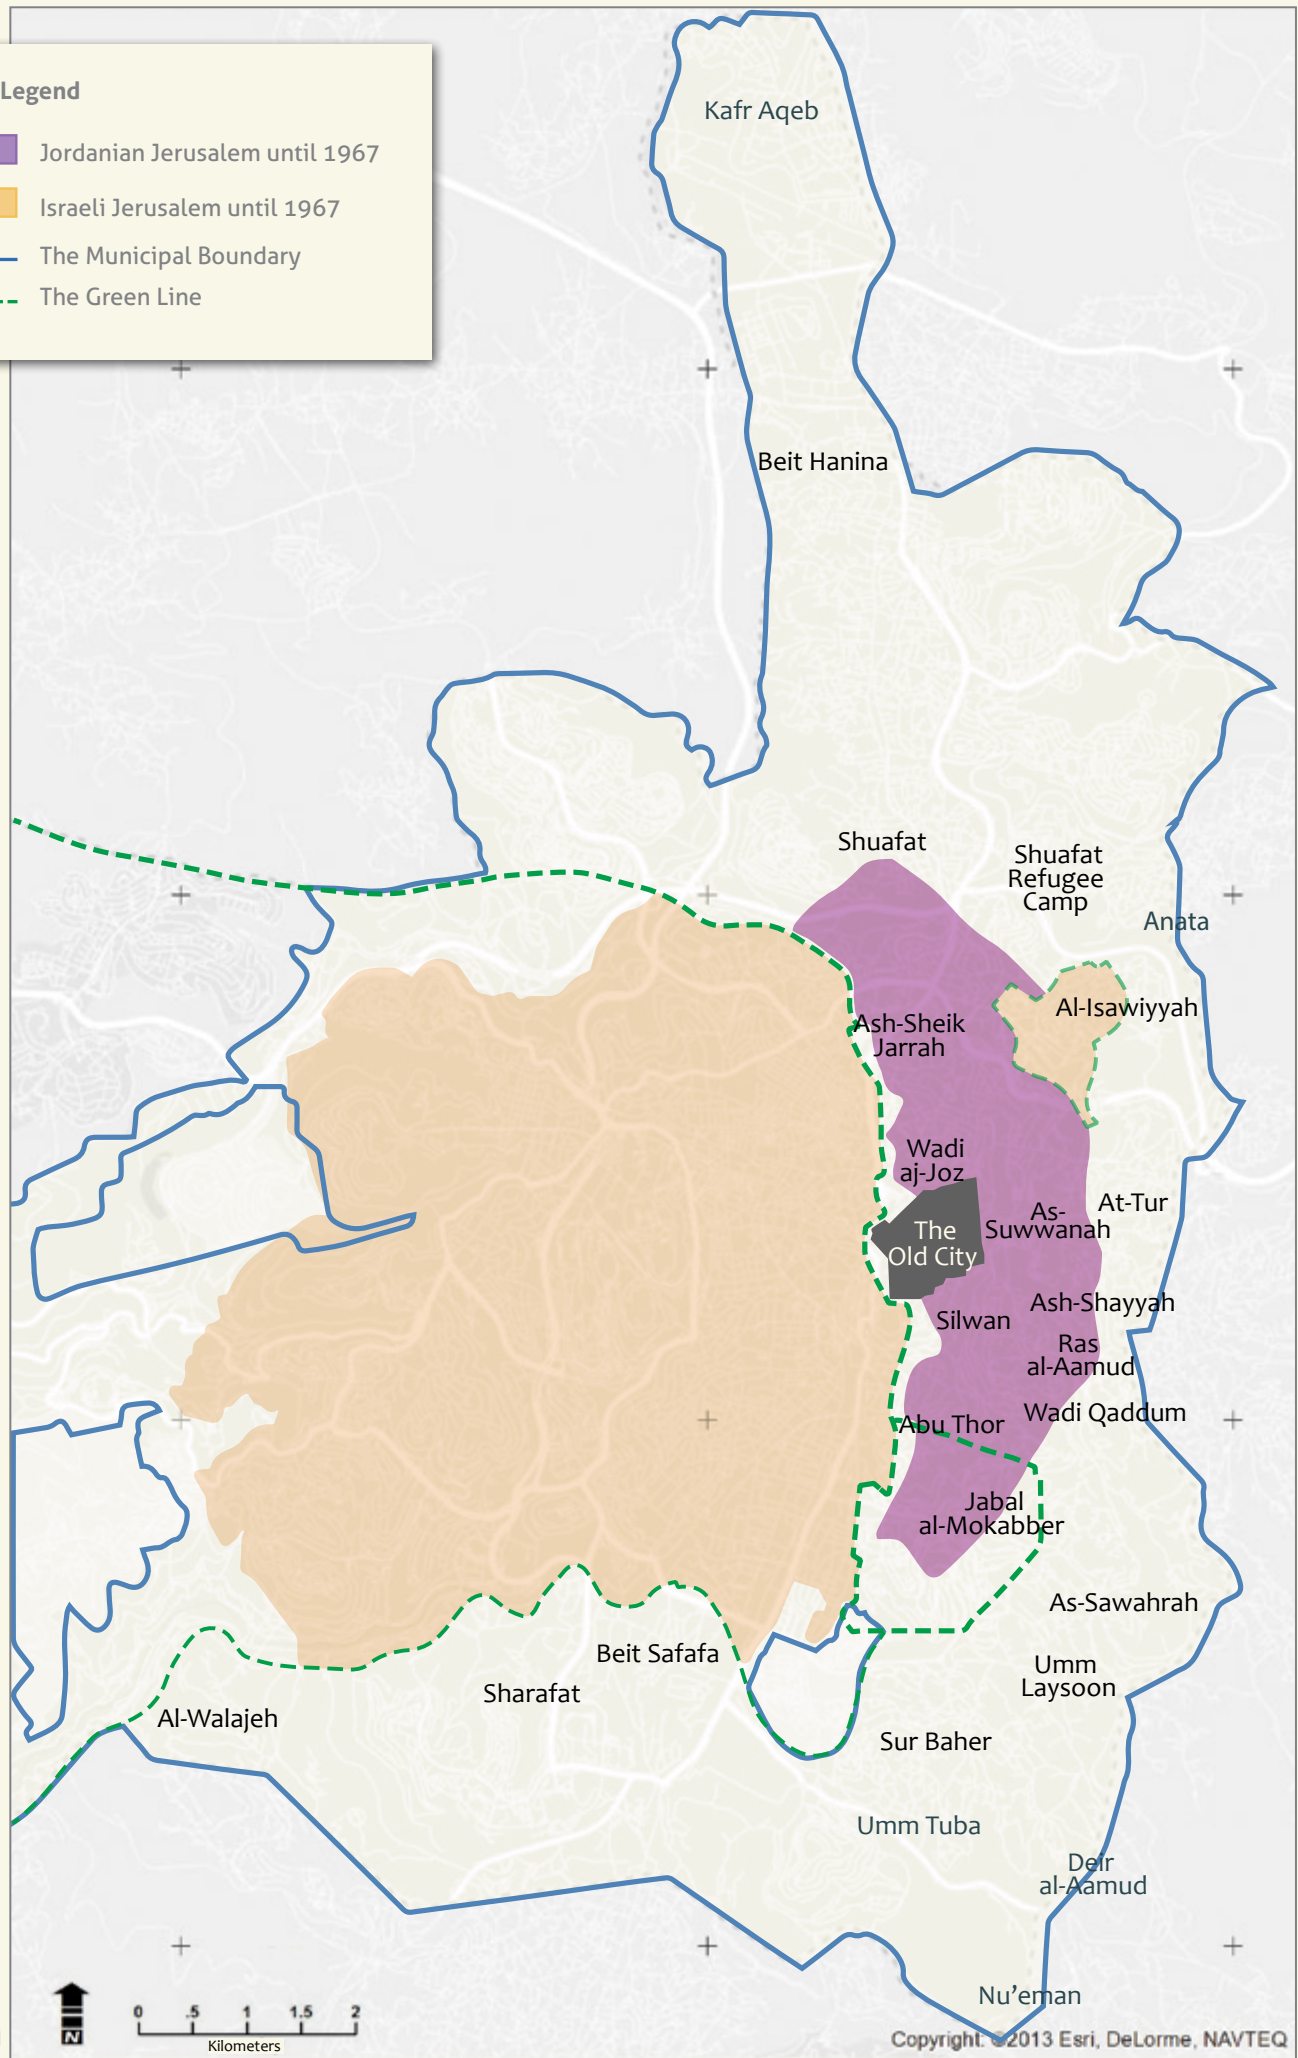 Legend
Jordanian Jerusalem until 1967
Israeli Jerusalem until 1967
The Municipal Boundary
The Green Line
Kafr Aqeb
Beit Hanina
Shuafat
Shuafat
Refugee
Camp
Anata
Al-Isawiyyah
Ash-Sheik
Jarrah
Wadi
aj-Joz
The
Old City
As-
Suwwanah
At-Tur
Ash-Shayyah
Silwan
Ras
al-Aamud
Wadi Qaddum
Abu Thor
Jabal
al-Mokabber
As-Sawahrah
Beit Safafa
Umm
Laysoon
Sharafat
Al-Walajeh
Sur Baher
Umm Tuba
Deir
al-Aamud
Nu’eman
N
0 .5 1 1.5 2
Kilometers
Copyright: ©2013 Esri, DeLorme, NAVTEQ